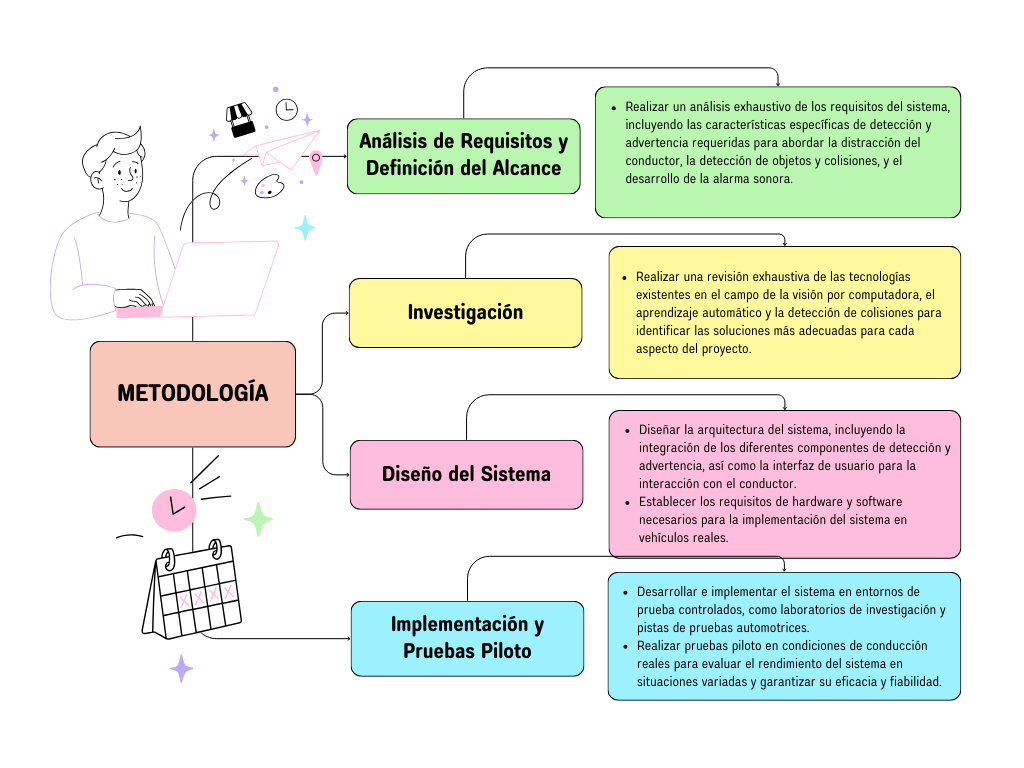 Análisis de Requisitos y
Definición del Alcance
• Realizar un análisis exhaustivo de los requisitos del sistema,
incluyendo las características específicas de detección y
advertencia requeridas para abordar la distracción del
conductor, la detección de objetos y colisiones, y el
desarrollo de la alarma sonora.
Investigación
• Realizar una revisión exhaustiva de las tecnologías
existentes en el campo de la visión por computadora, el
aprendizaje automático y la detección de colisiones para
identificar las soluciones más adecuadas para cada
aspecto del proyecto.
METODOLOGÍA
Diseño del Sistema
• Diseñar la arquitectura del sistema, incluyendo la
integración de los diferentes componentes de detección y
advertencia, así como la interfaz de usuario para la
interacción con el conductor.
• Establecer los requisitos de hardware y software
necesarios para la implementación del sistema en
vehículos reales.
Implementación y
Pruebas Piloto
• Desarrollar e implementar el sistema en entornos de
prueba controlados, como laboratorios de investigación y
pistas de pruebas automotrices.
• Realizar pruebas piloto en condiciones de conducción
reales para evaluar el rendimiento del sistema en
situaciones variadas y garantizar su eficacia y fiabilidad.